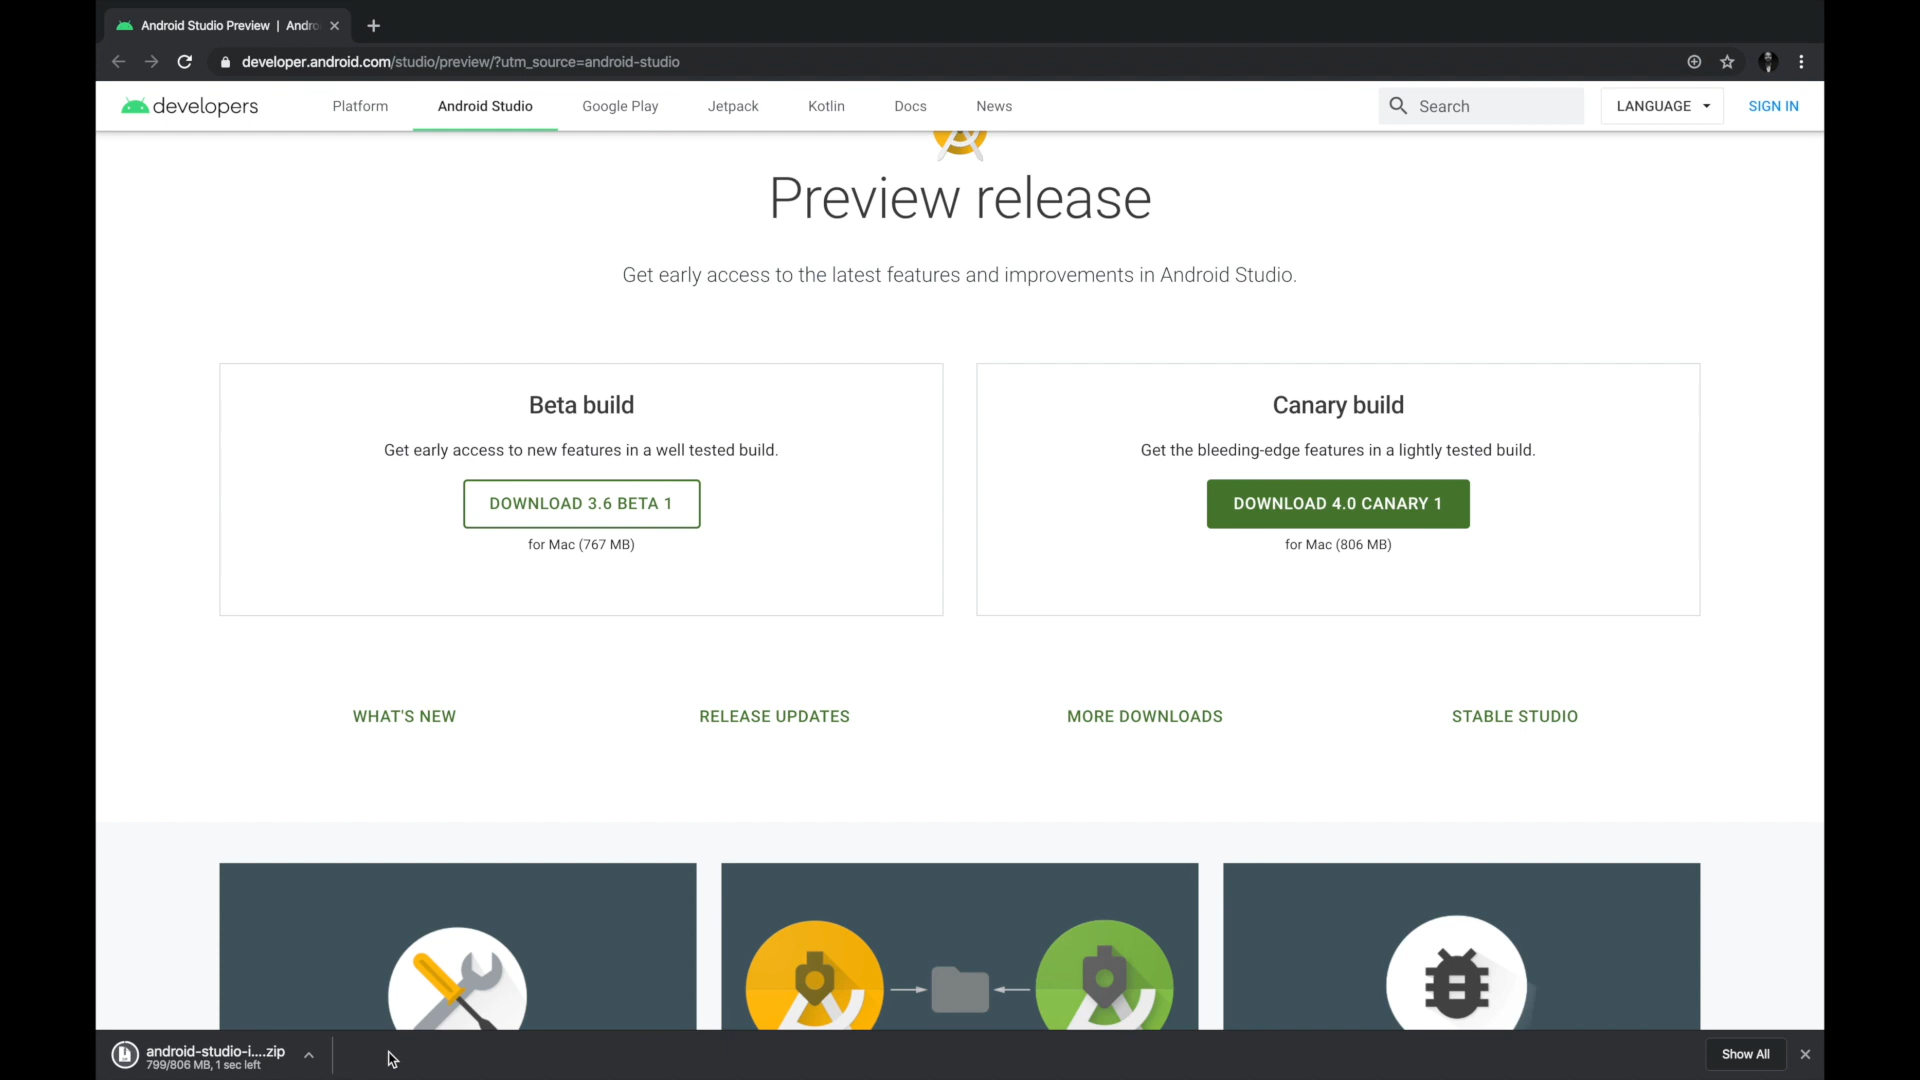 Android Studio Preview | Andro
developer.android.com/studio/preview/?utm_source=android-studio
developers
Platform
Android Studio
Google Play
Jetpack
Kotlin
Docs
News
Search
LANGUAGE
SIGN IN
Preview release
Get early access to the latest features and improvements in Android Studio.
Beta build
Get early access to new features in a well tested build.
DOWNLOAD 3.6 BETA 1
for Mac (767 MB)
Canary build
Get the bleeding-edge features in a lightly tested build.
DOWNLOAD 4.0 CANARY 1
for Mac (806 MB)
WHAT'S NEW
RELEASE UPDATES
MORE DOWNLOADS
STABLE STUDIO
android-studio-i....zip
799/806 MB, 1 sec left
Show All